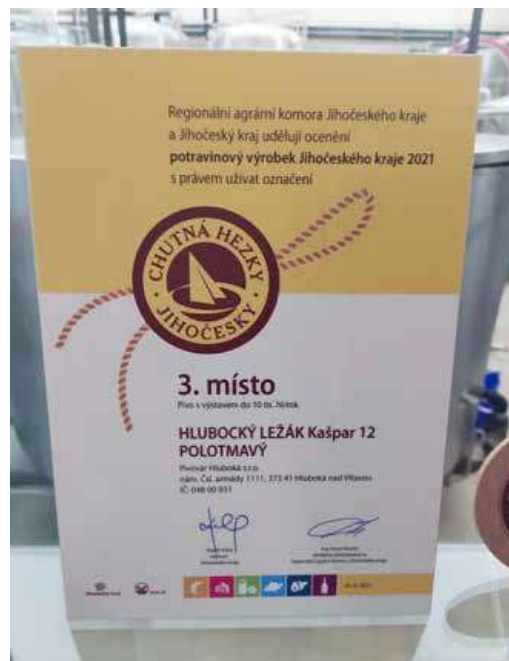 Regionální agrární komora Jihočeského kraje
a Jihočeský kraj udělují ocenění
potravinový výrobek Jihočeského kraje 2021
s právem užívat označení
CHUTNÁ HEZKY
JIHOČESKY
3. místo
Pivo s výstavem do 10 tis. hl/rok
HLUBOCKÝ LEŽÁK Kašpar 12
POLOTMAVÝ
Pivovar Hluboká s.r.o.
nám. Čsl. armády 1111, 373 41 Hluboká nad Vltavou
IČ: 048 00 931